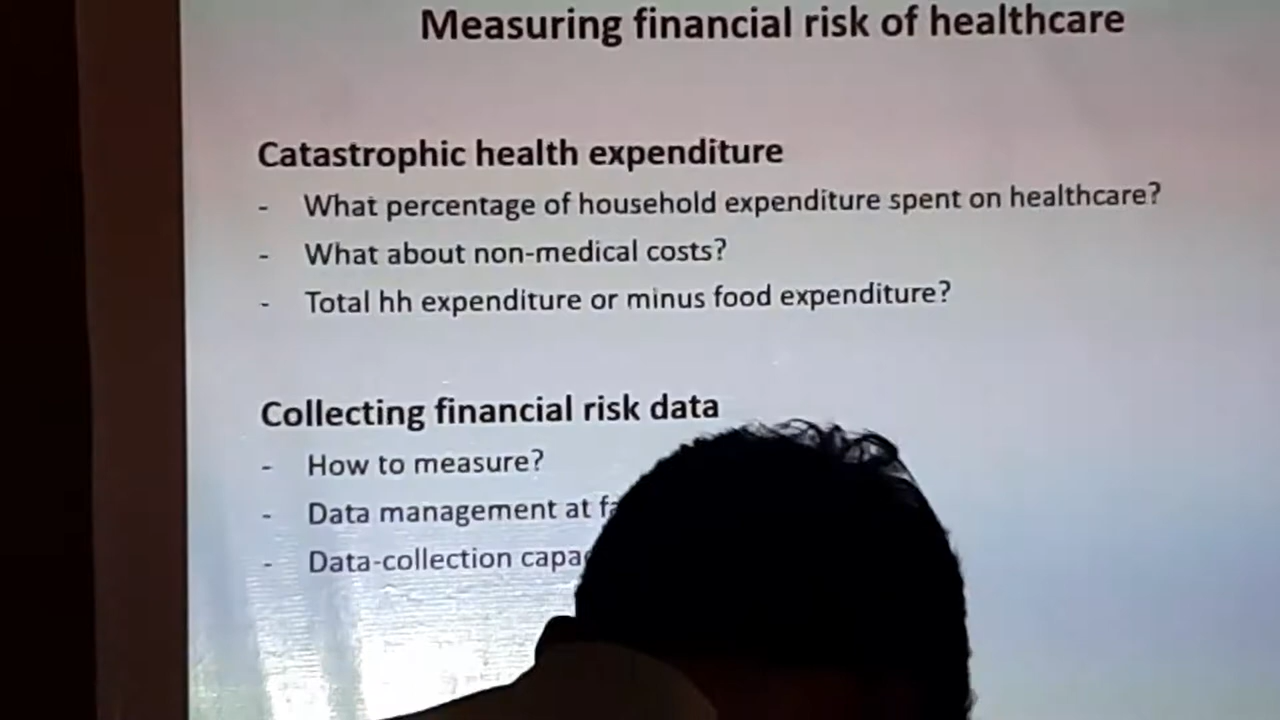 Measuring financial risk of healthcare
Catastrophic health expenditure
- What percentage of household expenditure spent on healthcare?
- What about non-medical costs?
- Total hh expenditure or minus food expenditure?
Collecting financial risk data
- How to measure?
- Data management at
- Data-collection